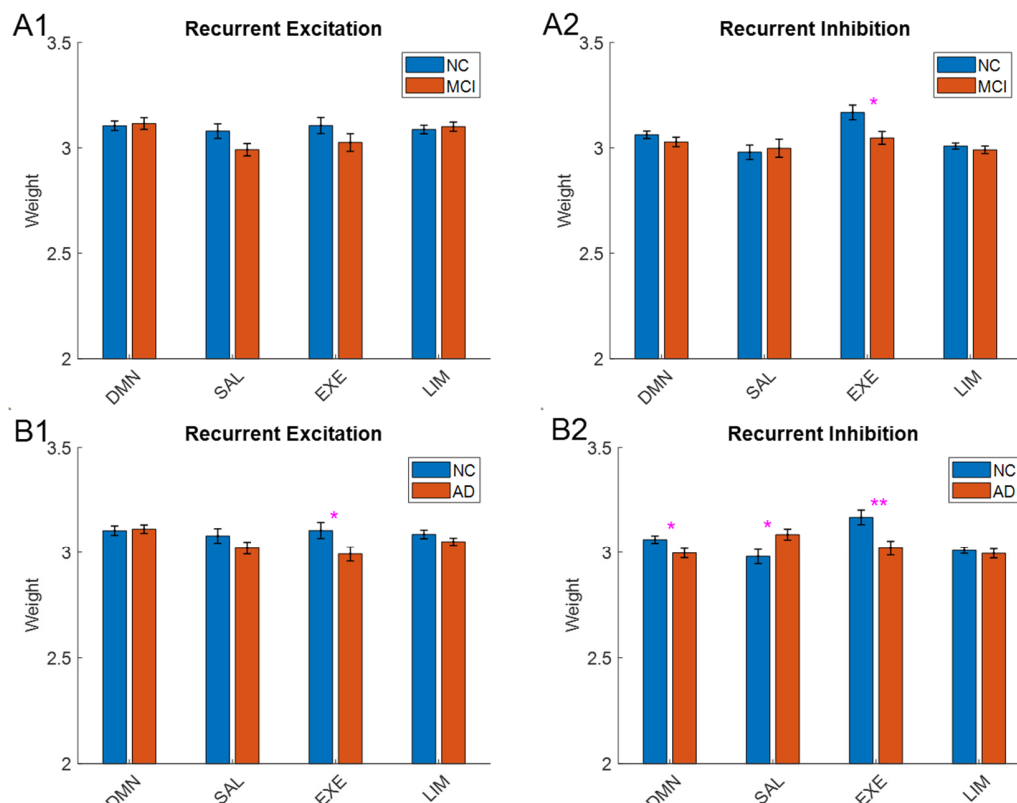 A1
Recurrent Excitation
3.5
3
2.5
2
Weight
NC
MCI
*
DMN
SAL
EXE
LIM
A2
Recurrent Inhibition
3.5
3
2.5
2
Weight
NC
MCI
DMN
SAL
EXE
LIM
B1
Recurrent Excitation
3.5
3
2.5
2
Weight
NC
AD
*
DMN
SAL
EXE
LIM
B2
Recurrent Inhibition
3.5
3
2.5
2
Weight
NC
AD
*
*
**
DMN
SAL
EXE
LIM